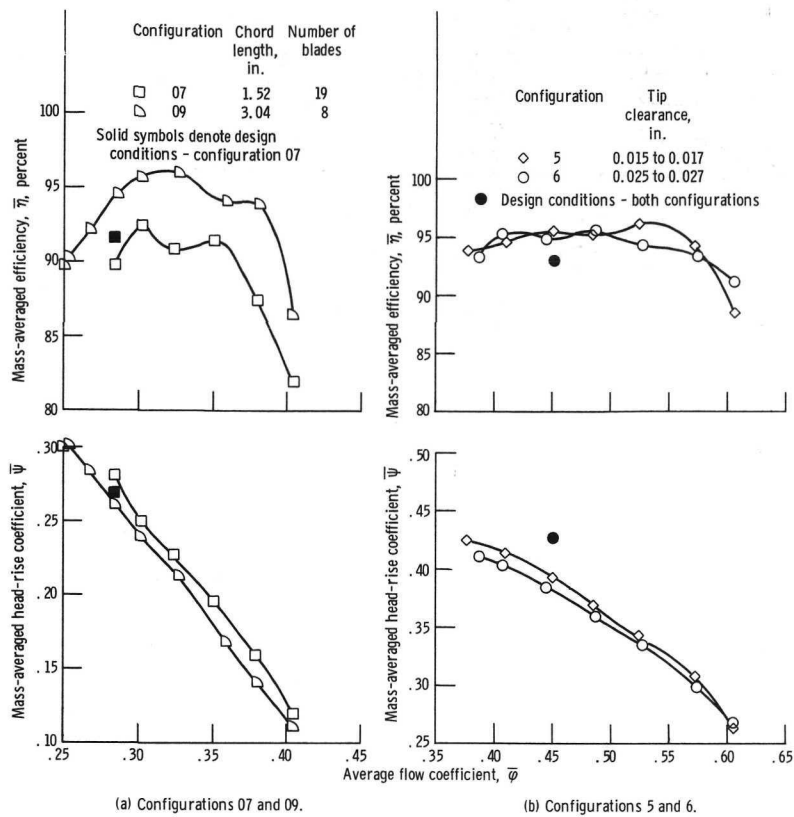 Configuration Chord Number of
length, blades
in.
07 1.52 19
09 3.04 8
Solid symbols denote design
conditions - configuration 07
Mass-averaged efficiency, η̅, percent
100
95
90
85
80
Configuration Tip
clearance,
in.
5 0.015 to 0.017
6 0.025 to 0.027
Design conditions - both configurations
Mass-averaged efficiency, η̅, percent
100
95
90
85
80
Mass-averaged head-rise coefficient, ψ̅
.30
.25
.20
.15
.10
.25 .30 .35 .40 .45
Mass-averaged head-rise coefficient, ψ̅
.50
.45
.40
.35
.30
.25
.35 .40 .45 .50 .55 .60 .65
Average flow coefficient, φ̅
(a) Configurations 07 and 09.
(b) Configurations 5 and 6.